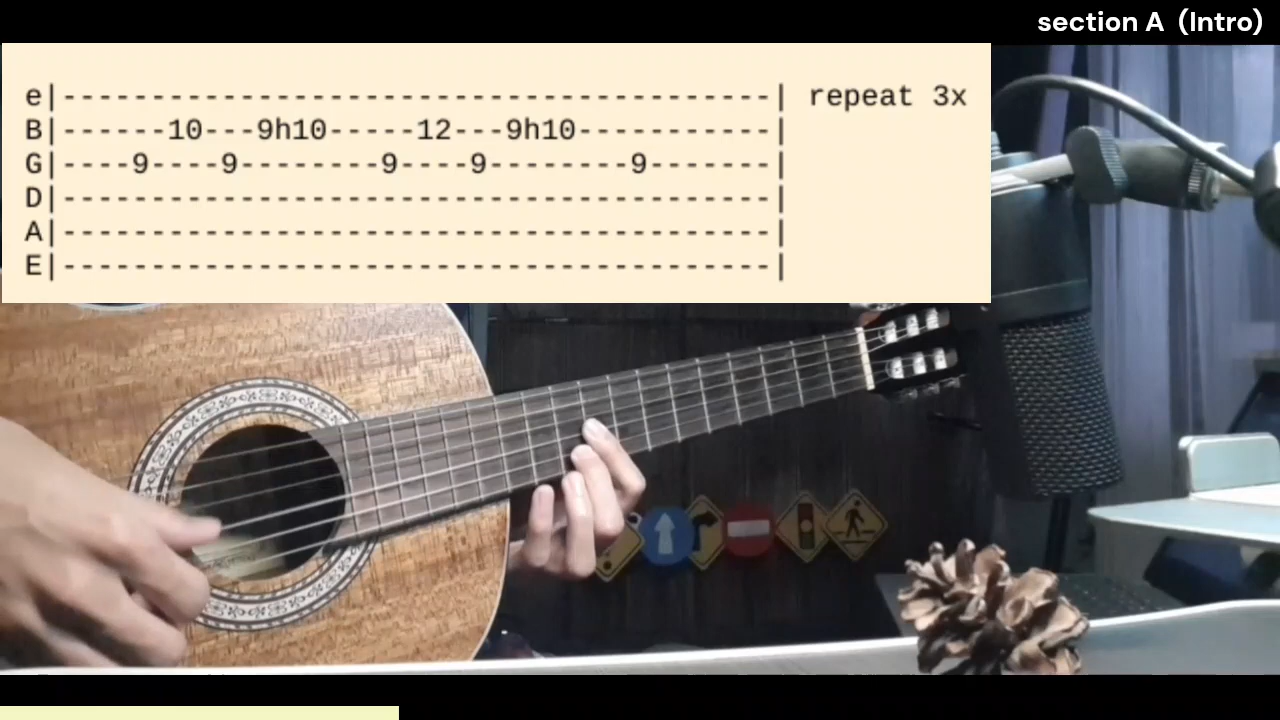 section A (Intro)
e|----------------------------------------| repeat 3x
B|------10---9h10-----12---9h10-----------|
G|----9----9--------9----9--------9-------|
D|----------------------------------------|
A|----------------------------------------|
E|----------------------------------------|